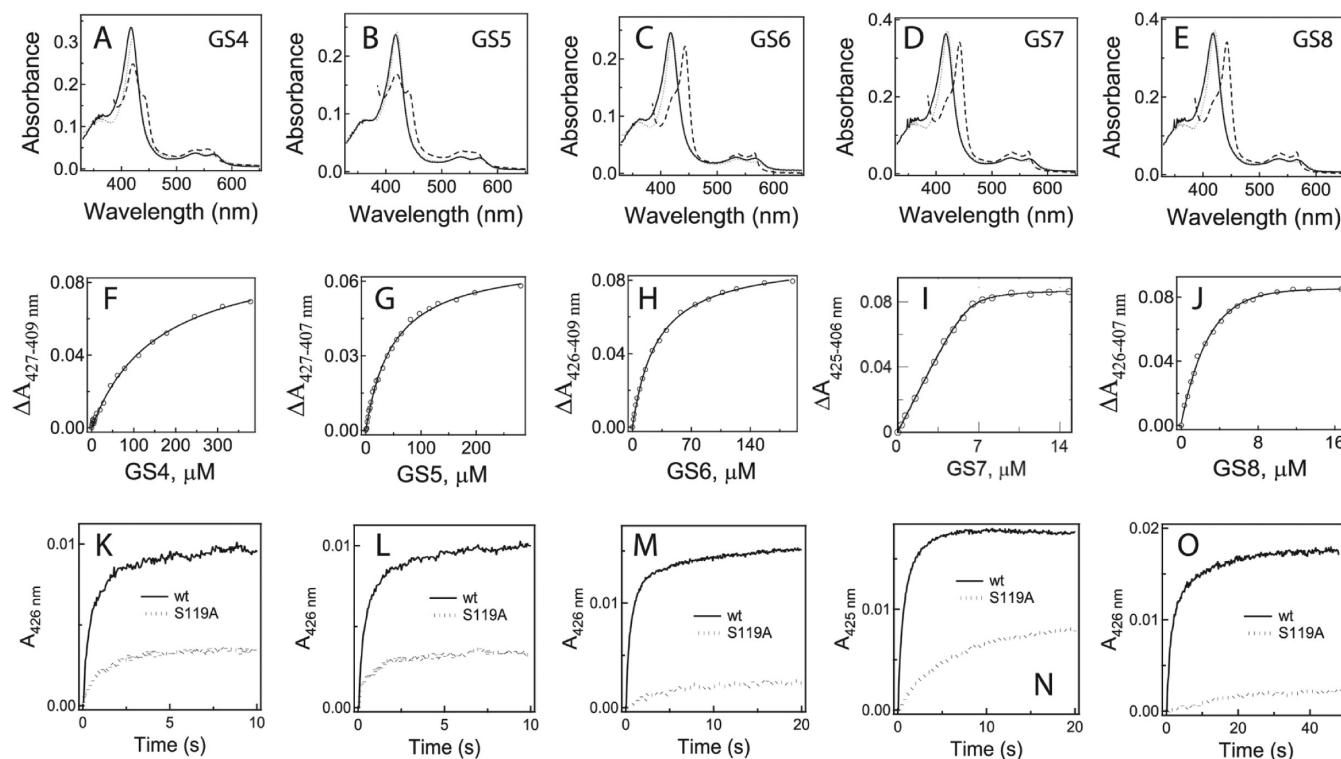 A GS4
0.3
0.2
0.1
0.0
400 500 600
Absorbance
Wavelength (nm)
B GS5
0.3
0.2
0.1
0.0
400 500 600
Absorbance
Wavelength (nm)
C GS6
0.2
0.1
0.0
400 500 600
Absorbance
Wavelength (nm)
D GS7
0.4
0.2
0.0
400 500 600
Absorbance
Wavelength (nm)
E GS8
0.4
0.2
0.0
400 500 600
Absorbance
Wavelength (nm)
F
0.08
0.04
0.00
0 100 200 300
ΔA427-409 nm
GS4, μM
G
0.06
0.03
0.00
0 100 200
ΔA427-407 nm
GS5, μM
H
0.08
0.04
0.00
0 70 140
ΔA426-409 nm
GS6, μM
I
0.08
0.04
0
0 7 14
ΔA425-406 nm
GS7, μM
J
0.08
0.04
0.00
0 8 16
ΔA426-407 nm
GS8, μM
K
0.01
0.00
0 5 10
A426 nm
wt
S119A
Time (s)
L
0.01
0.00
0 5 10
A426 nm
wt
S119A
Time (s)
M
0.01
0.00
0 10 20
A426 nm
wt
S119A
Time (s)
N
0.01
0.00
0 10 20
A425 nm
wt
S119A
Time (s)
O
0.02
0.01
0.00
0 20 40
A426 nm
wt
S119A
Time (s)